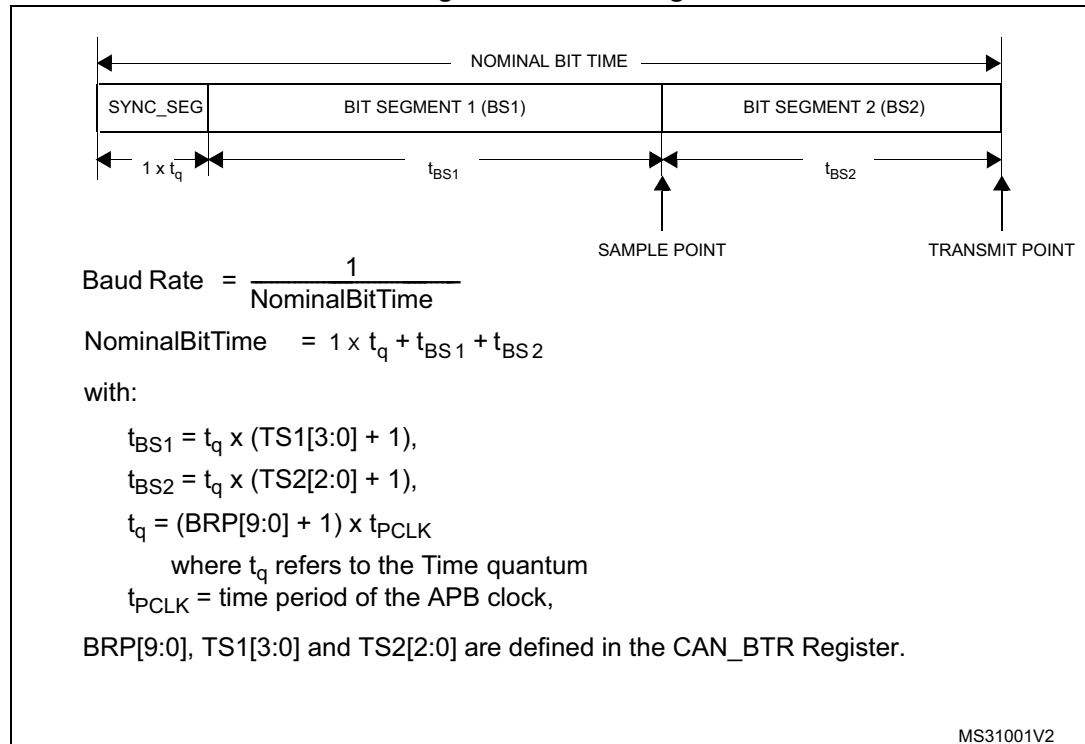 NOMINAL BIT TIME
SYNC_SEG BIT SEGMENT 1 (BS1) BIT SEGMENT 2 (BS2)
1 x tq tBS1 tBS2
SAMPLE POINT TRANSMIT POINT
Baud Rate = 1
NominalBitTime
NominalBitTime = 1 x tq + tBS1 + tBS2
with:
tBS1 = tq x (TS1[3:0] + 1),
tBS2 = tq x (TS2[2:0] + 1),
tq = (BRP[9:0] + 1) x tPCLK
where tq refers to the Time quantum
tPCLK = time period of the APB clock,
BRP[9:0], TS1[3:0] and TS2[2:0] are defined in the CAN_BTR Register.
MS31001V2